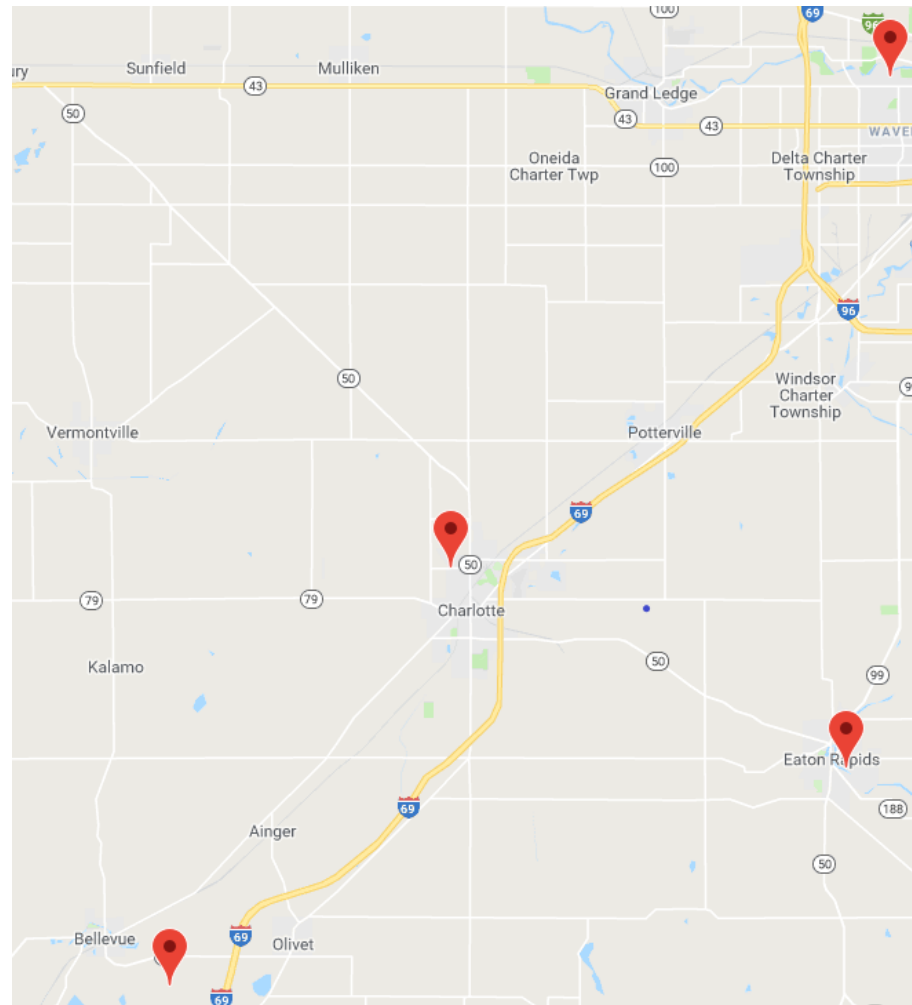 100
69
96
ury
Sunfield
Mulliken
43
Grand Ledge
50
43
43
WAVE
Oneida
Charter Twp
100
Delta Charter
Township
96
50
Windsor
Charter
Township
9
Vermontville
Potterville
69
50
79
79
Charlotte
Kalamo
50
99
Eaton Rapids
69
188
Ainger
50
Bellevue
69
Olivet
69